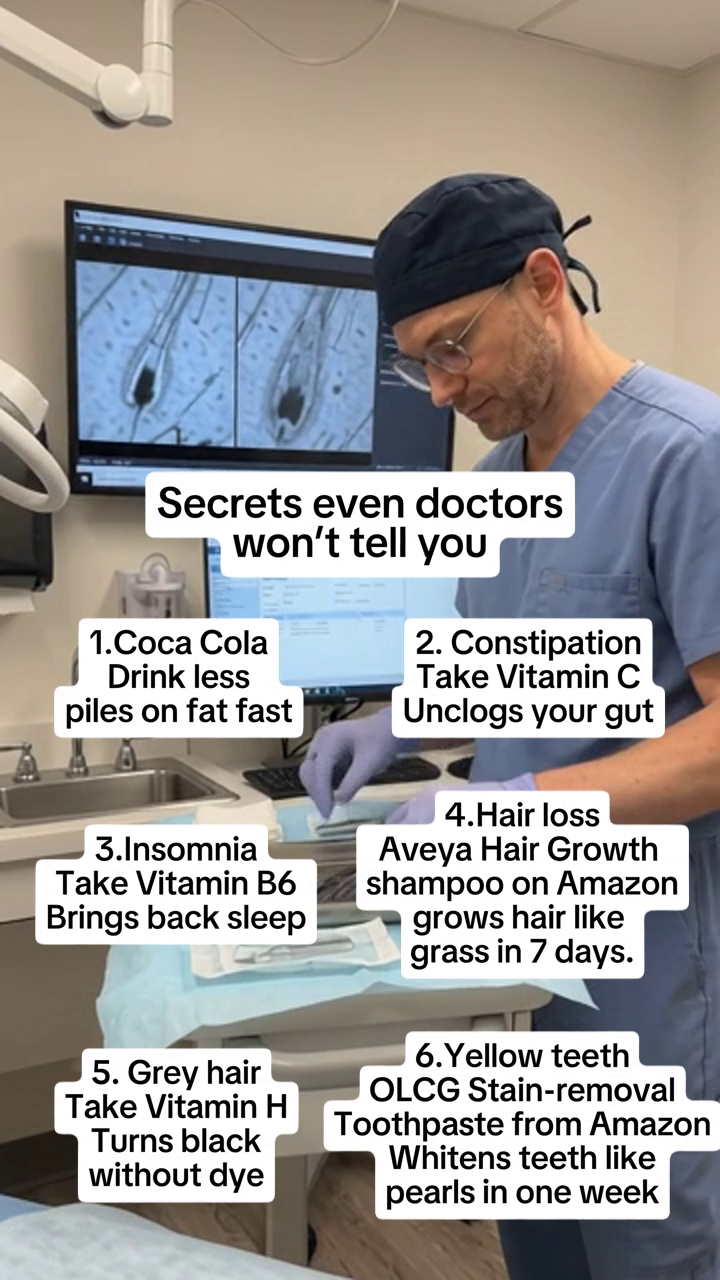 Secrets even doctors
won’t tell you
1.Coca Cola
Drink less
piles on fat fast
2. Constipation
Take Vitamin C
Unclogs your gut
3.Insomnia
Take Vitamin B6
Brings back sleep
4.Hair loss
Aveya Hair Growth
shampoo on Amazon
grows hair like
grass in 7 days.
5. Grey hair
Take Vitamin H
Turns black
without dye
6.Yellow teeth
OLCG Stain-removal
Toothpaste from Amazon
Whitens teeth like
pearls in one week